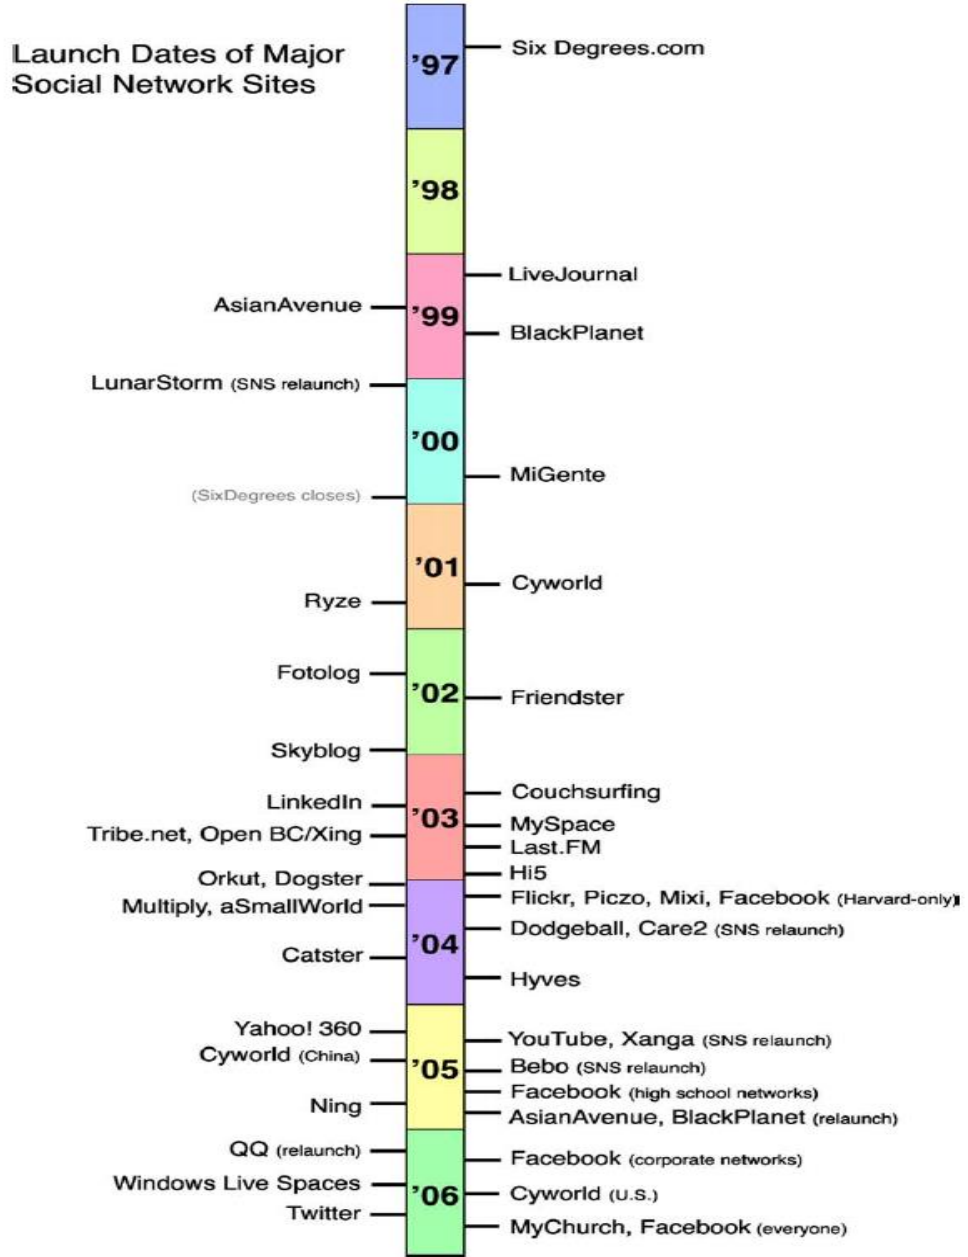 Launch Dates of Major
Social Network Sites
'97
Six Degrees.com
'98
LiveJournal
AsianAvenue
'99
BlackPlanet
LunarStorm (SNS relaunch)
'00
MiGente
(SixDegrees closes)
'01
Cyworld
Ryze
Fotolog
'02
Friendster
Skyblog
Couchsurfing
LinkedIn
'03
MySpace
Tribe.net, Open BC/Xing
Last.FM
Hi5
Orkut, Dogster
Flickr, Piczo, Mixi, Facebook (Harvard-only)
Multiply, aSmallWorld
Dodgeball, Care2 (SNS relaunch)
'04
Catster
Hyves
Yahoo! 360
YouTube, Xanga (SNS relaunch)
Cyworld (China)
'05
Bebo (SNS relaunch)
Facebook (high school networks)
Ning
AsianAvenue, BlackPlanet (relaunch)
QQ (relaunch)
Facebook (corporate networks)
Windows Live Spaces
'06
Cyworld (U.S.)
Twitter
MyChurch, Facebook (everyone)